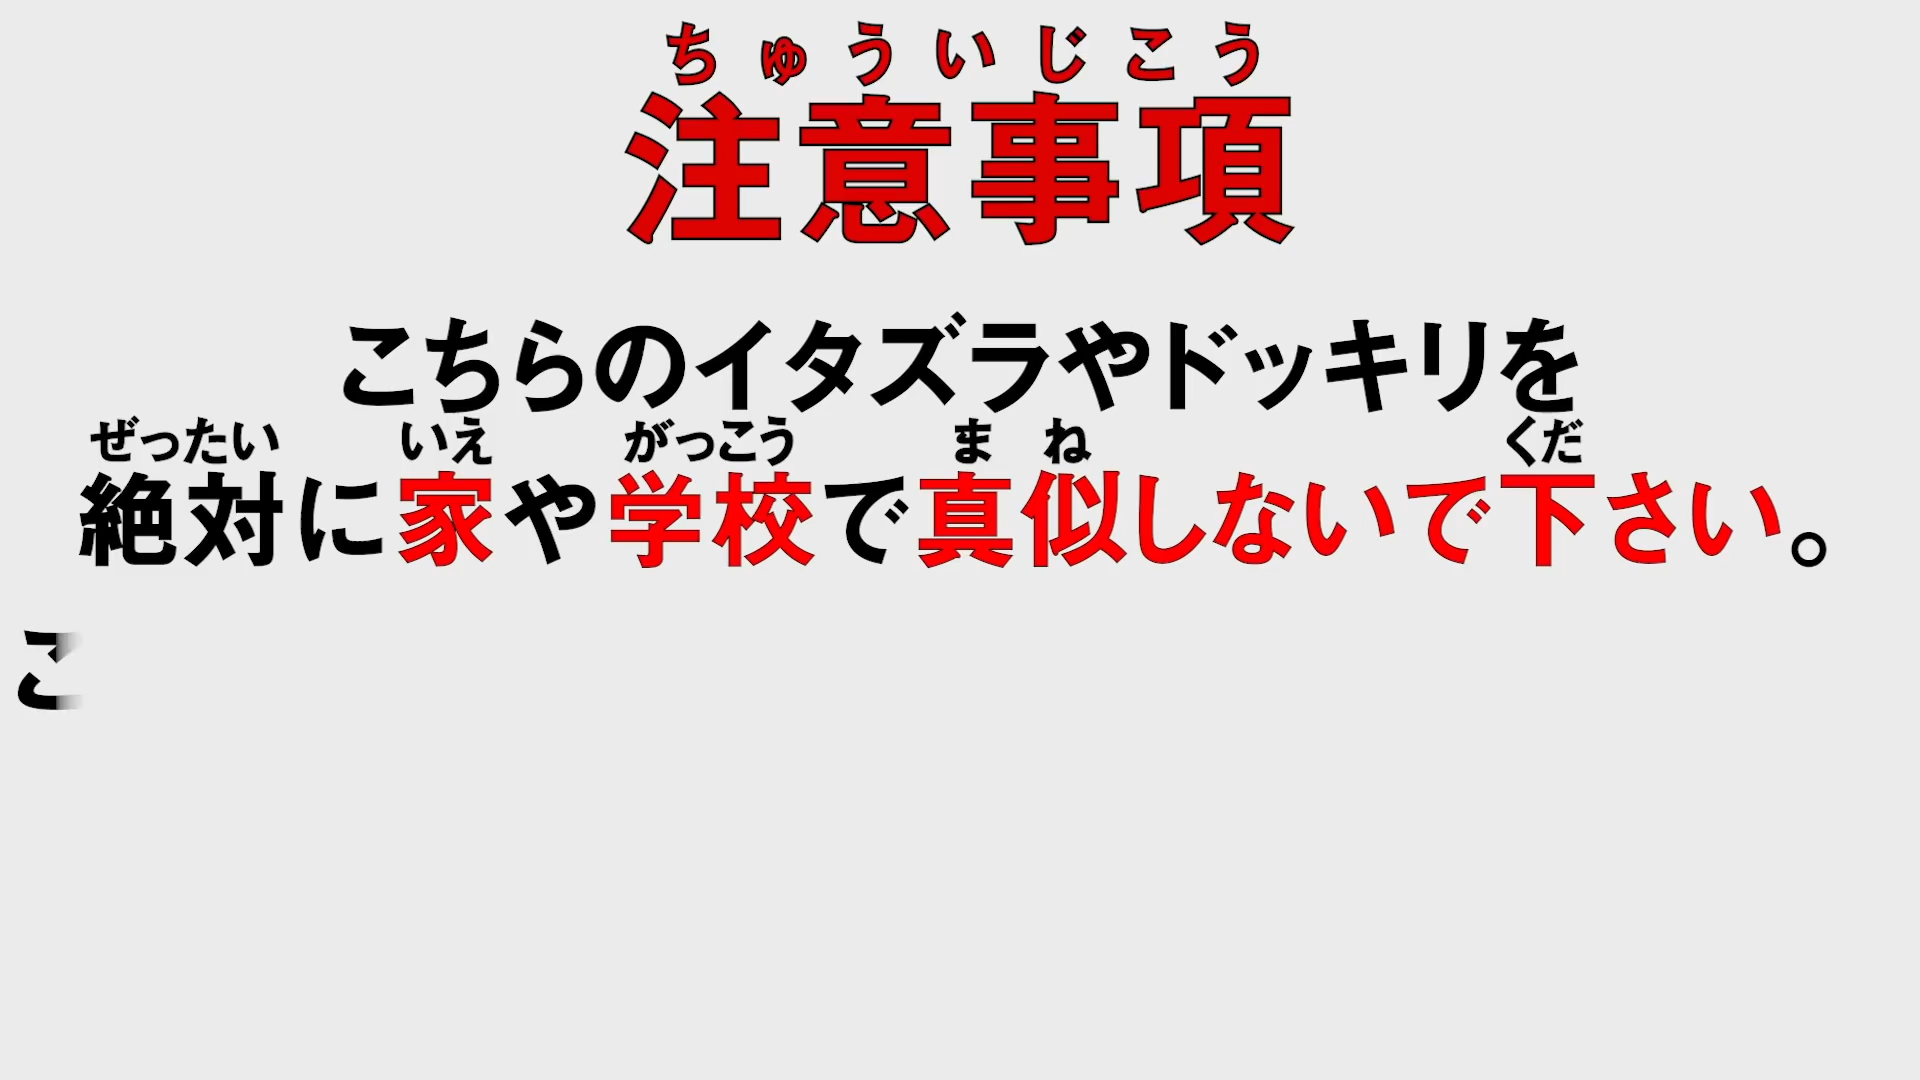 ちゅういじこう
注意事項
こちらのイタズラやドッキリを
ぜったい いえ がっこう まね くだ
絶対に家や学校で真似しないで下さい。
こ